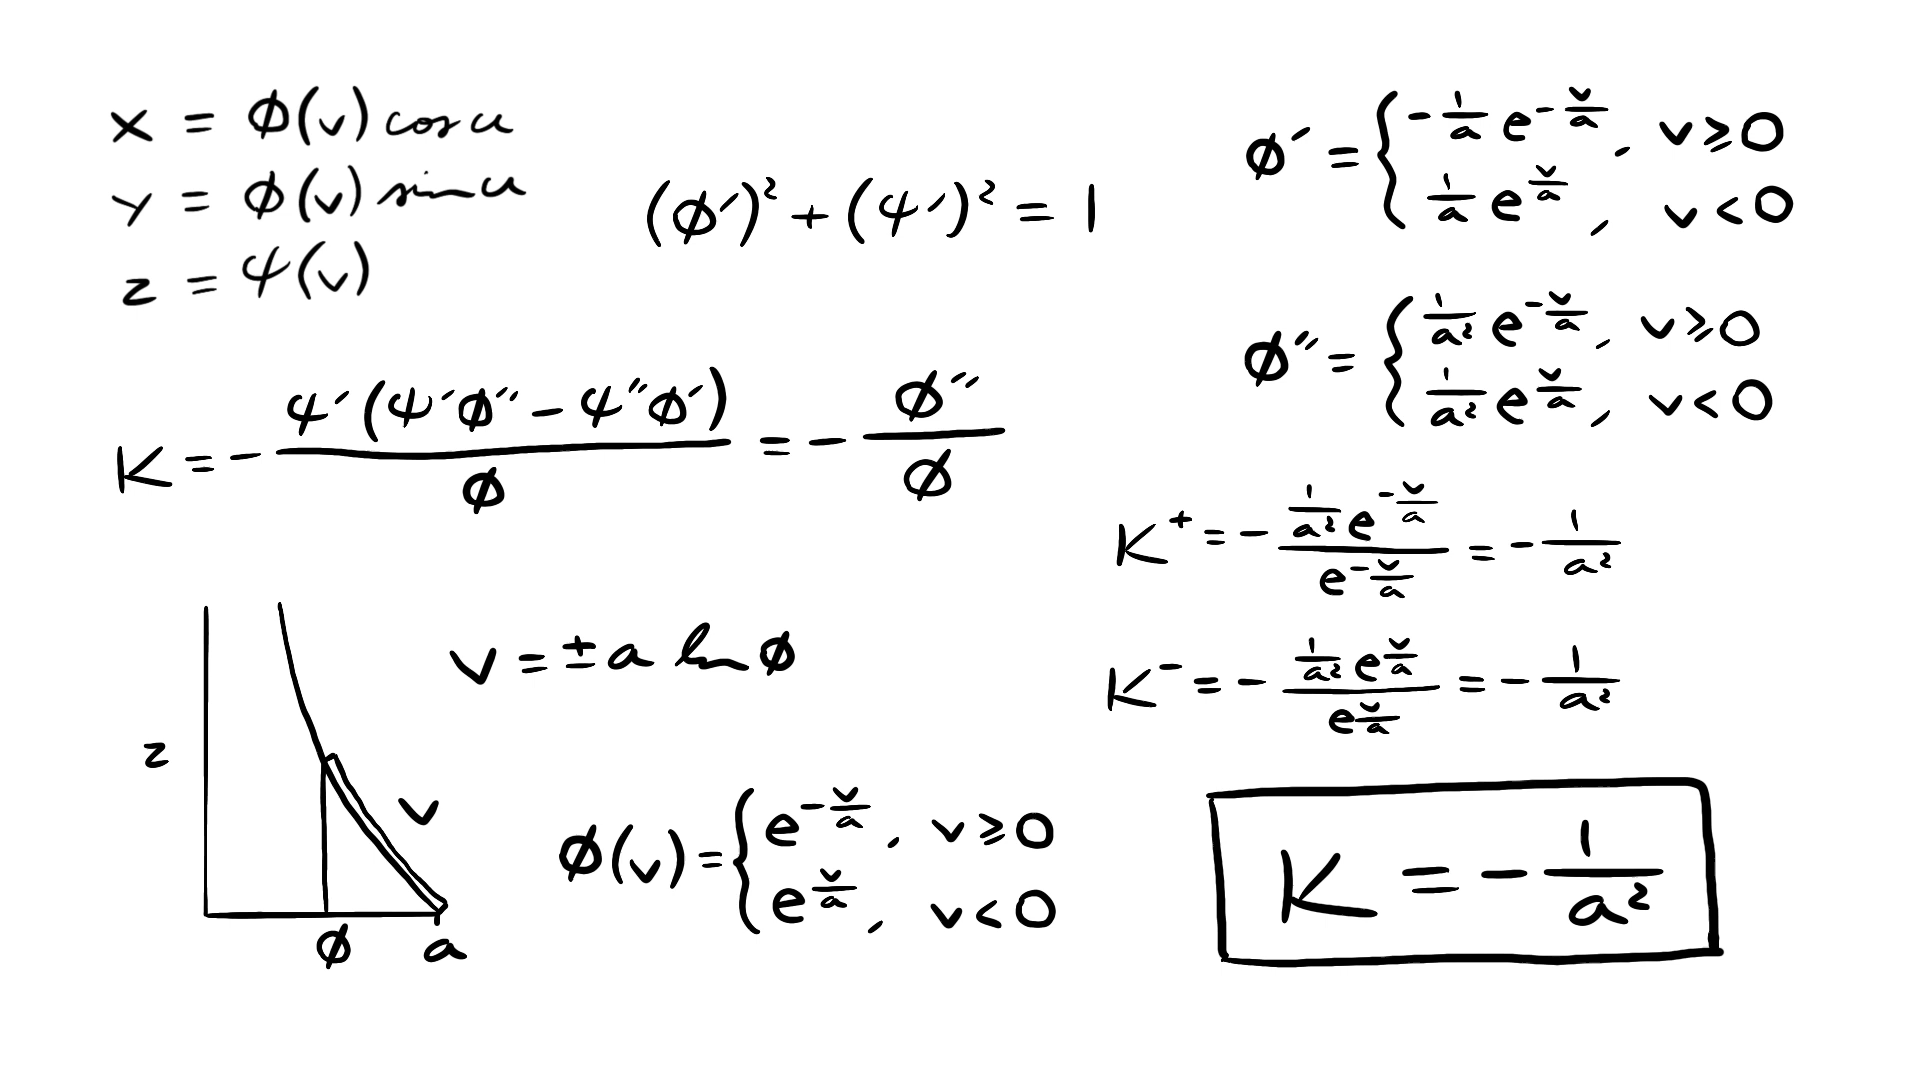 x = ϕ(v) cos u
y = ϕ(v) sin u
z = ψ(v)
(ϕ′)² + (ψ′)² = 1
K = - ψ′(ψ′ϕ″ - ψ″ϕ′) / ϕ = - ϕ″ / ϕ
z
v
ϕ a
v = ± a ln ϕ
ϕ(v) = { e^(-v/a), v ≥ 0
e^(v/a), v < 0
ϕ′ = { -1/a e^(-v/a), v ≥ 0
1/a e^(v/a), v < 0
ϕ″ = { 1/a² e^(-v/a), v ≥ 0
1/a² e^(v/a), v < 0
K⁺ = - (1/a² e^(-v/a)) / e^(-v/a) = - 1/a²
K⁻ = - (1/a² e^(v/a)) / e^(v/a) = - 1/a²
K = - 1/a²